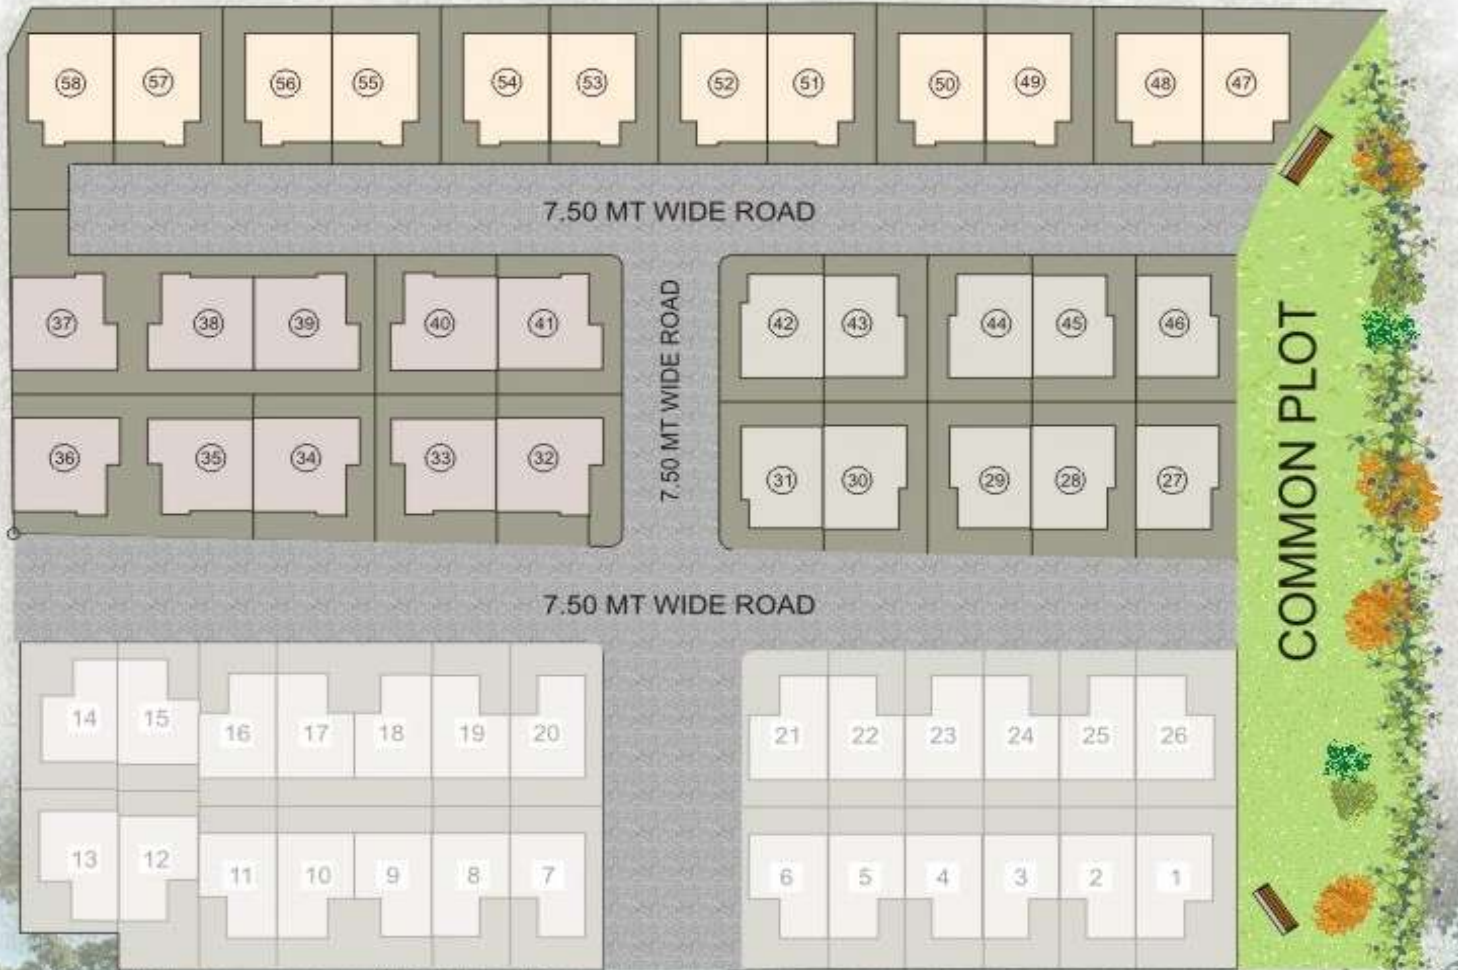 58 57 56 55 54 53 52 51 50 49 48 47
7.50 MT WIDE ROAD
37 38 39 40 41 42 43 44 45 46
7.50 MT WIDE ROAD
36 35 34 33 32 31 30 29 28 27
COMMON PLOT
7.50 MT WIDE ROAD
14 15 16 17 18 19 20 21 22 23 24 25 26
13 12 11 10 9 8 7 6 5 4 3 2 1